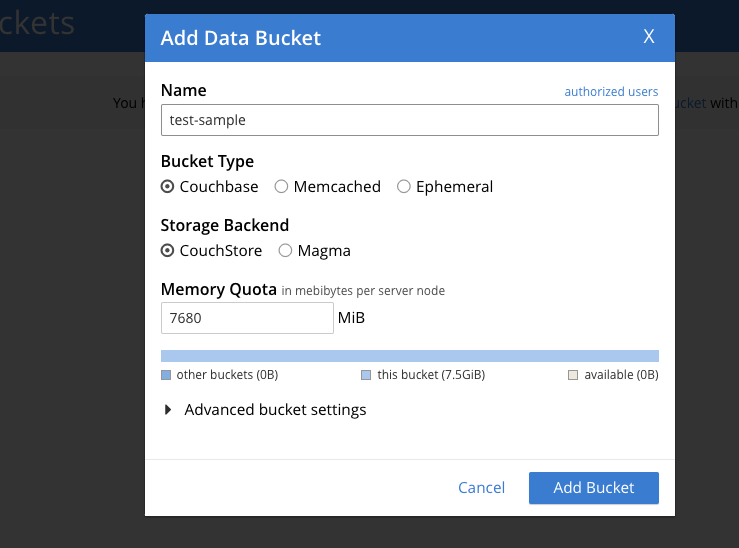 ckets
Add Data Bucket X
You h
ucket with
Name authorized users
test-sample
Bucket Type
Couchbase Memcached Ephemeral
Storage Backend
CouchStore Magma
Memory Quota in mebibytes per server node
7680 MiB
other buckets (0B) this bucket (7.5GiB) available (0B)
Advanced bucket settings
Cancel Add Bucket